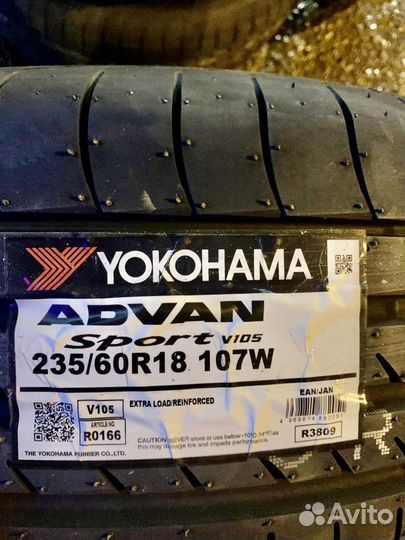 YOKOHAMA
ADVAN
Sport V105
235/60R18 107W
V105
EXTRA LOAD/REINFORCED
EAN/JAN
ARTICLE NO.
R0166
R3809
THE YOKOHAMA RUBBER CO., LTD.
R
Avito